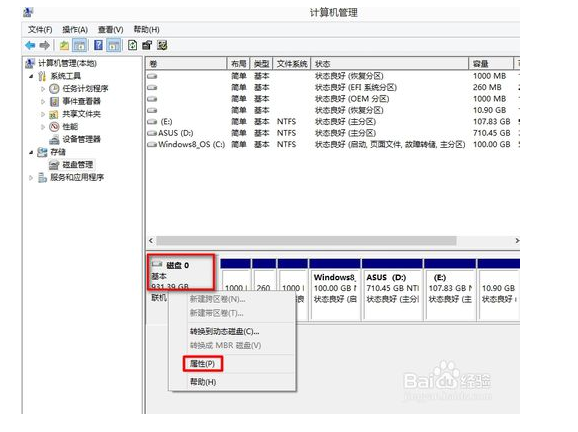 计算机管理
文件(F) 操作(A) 查看(V) 帮助(H)
计算机管理(本地)
系统工具
任务计划程序
事件查看器
共享文件夹
性能
设备管理器
存储
磁盘管理
服务和应用程序
卷 布局 类型 文件系统 状态 容量
简单 基本 状态良好 (恢复分区) 1000 MB
简单 基本 状态良好 (EFI 系统分区) 260 MB
简单 基本 状态良好 (OEM 分区) 1000 MB
简单 基本 状态良好 (恢复分区) 10.90 GB
(E:) 简单 基本 NTFS 状态良好 (主分区) 107.83 GB
ASUS (D:) 简单 基本 NTFS 状态良好 (主分区) 710.45 GB
Windows8_OS (C:) 简单 基本 NTFS 状态良好 (启动, 页面文件, 故障转储, 主分区) 100.00 GB
磁盘 0
基本
931.39 GB
联机
1000 
260
1000 
良
Windows8_
100.00 GB
状态良好 (启
ASUS (D:)
710.45 GB NT
状态良好 (主分
(E:)
107.83 GB
状态良好 (主
10.90 GB
状态良好
新建跨区卷(N)...
新建带区卷(T)...
转换到动态磁盘(C)...
转换成 MBR 磁盘(V)
属性(P)
帮助(H)
Baidu经验
jingyan.baidu.com